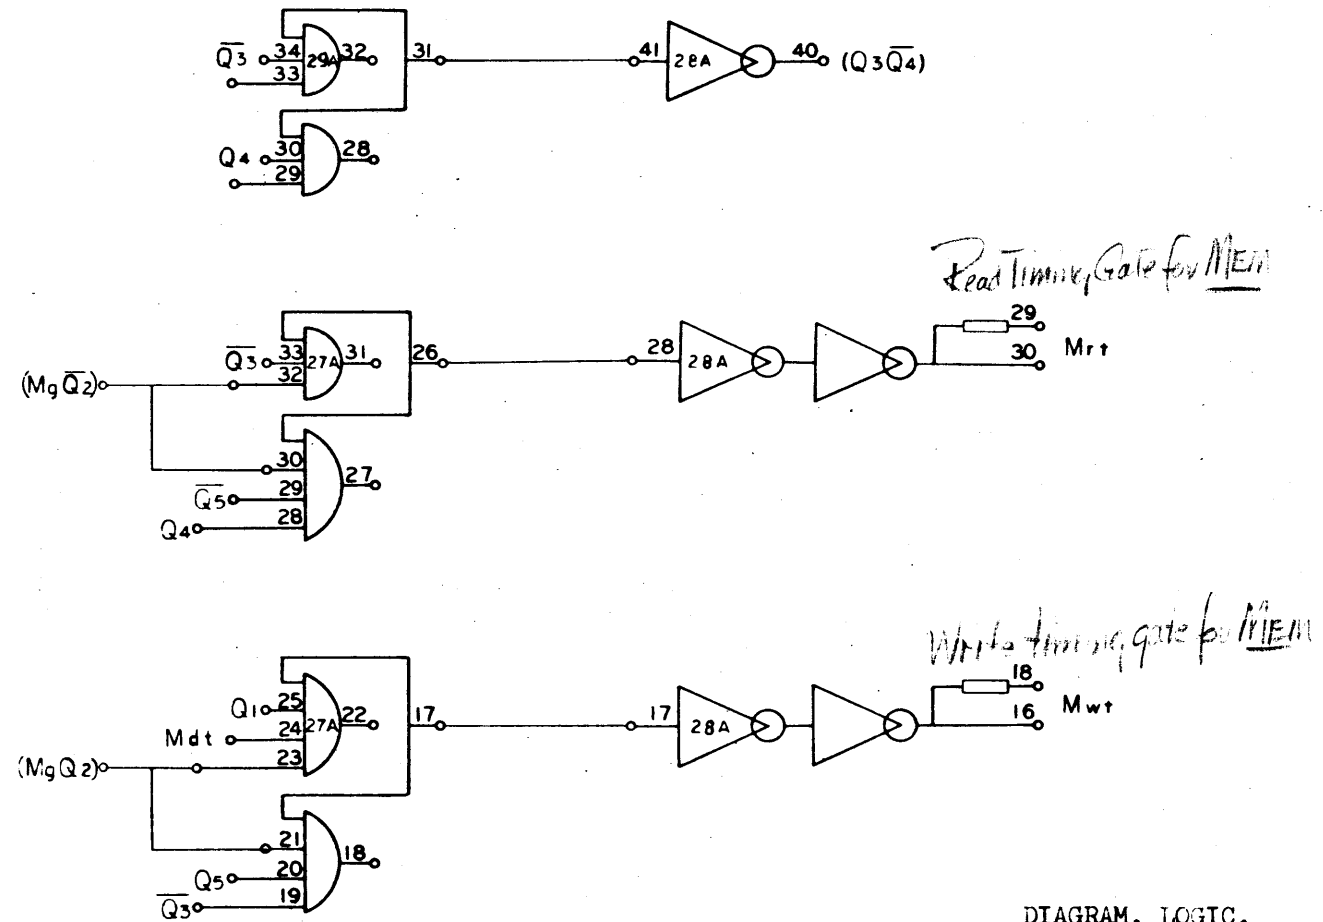 Q̅3 34 29A 32 31 41 28A 40 (Q3Q̅4)
33
Q4 30 28
29
Read Timing Gate for MEM
29
Q̅3 33 27A 31 26 28 28A 30 Mrt
(MgQ̅2) 32
30
27
Q̅5 29
Q4 28
Write timing gate for MEM
18
Q1 25 27A 22 17 17 28A 16 Mwt
Mdt 24
(MgQ2) 23
21
18
Q5 20
Q̅3 19
DIAGRAM. LOGIC.